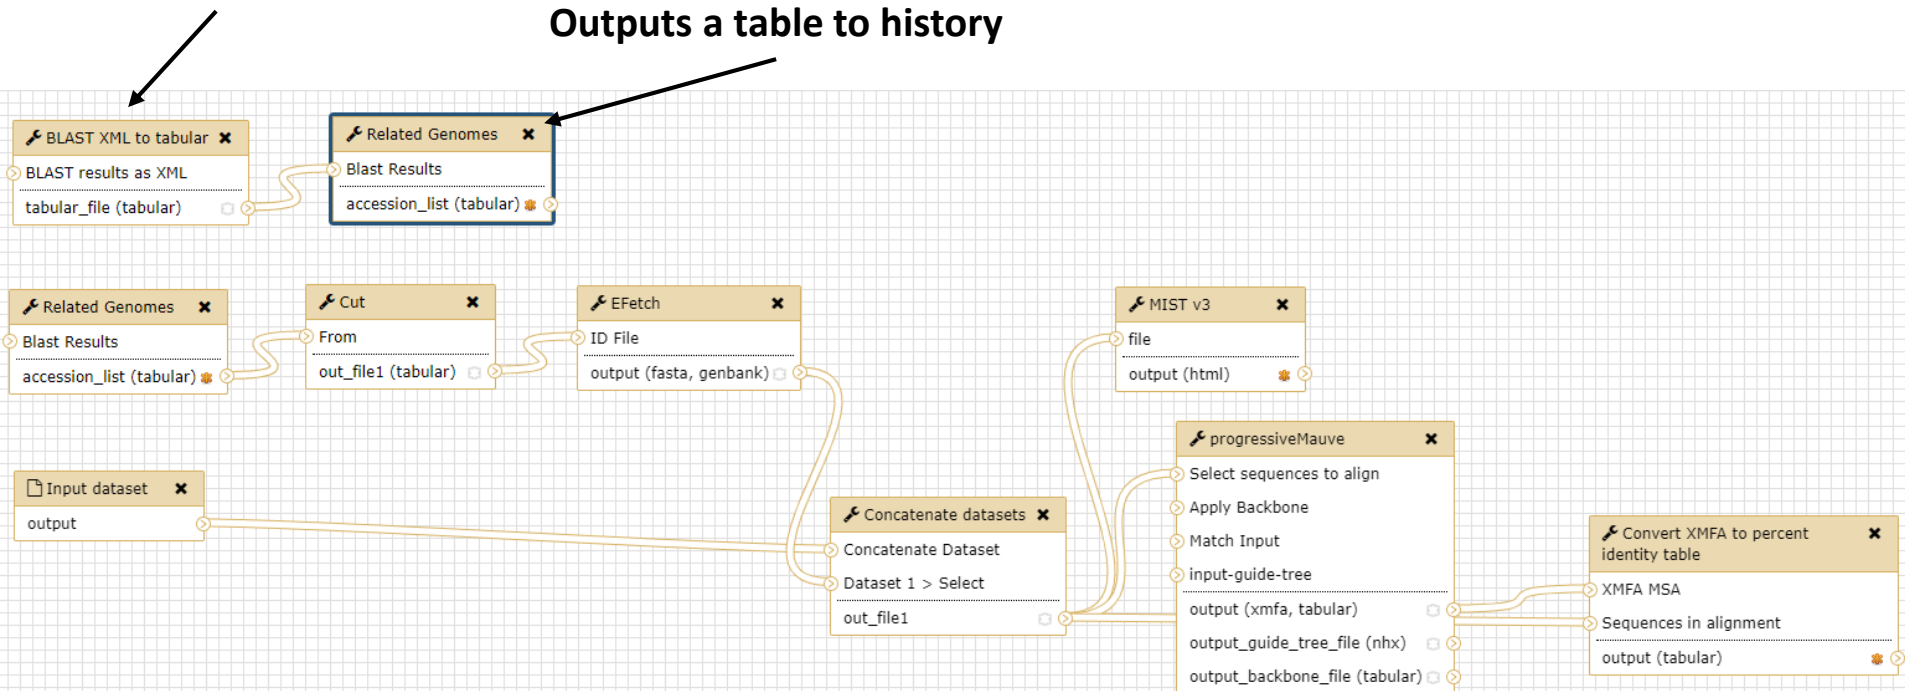 Outputs a table to history
BLAST XML to tabular
BLAST results as XML
tabular_file (tabular)
Related Genomes
Blast Results
accession_list (tabular)
Related Genomes
Blast Results
accession_list (tabular)
Cut
From
out_file1 (tabular)
EFetch
ID File
output (fasta, genbank)
MIST v3
file
output (html)
Input dataset
output
Concatenate datasets
Concatenate Dataset
Dataset 1 > Select
out_file1
progressiveMauve
Select sequences to align
Apply Backbone
Match Input
input-guide-tree
output (xmfa, tabular)
output_guide_tree_file (nhx)
output_backbone_file (tabular)
Convert XMFA to percent
identity table
XMFA MSA
Sequences in alignment
output (tabular)